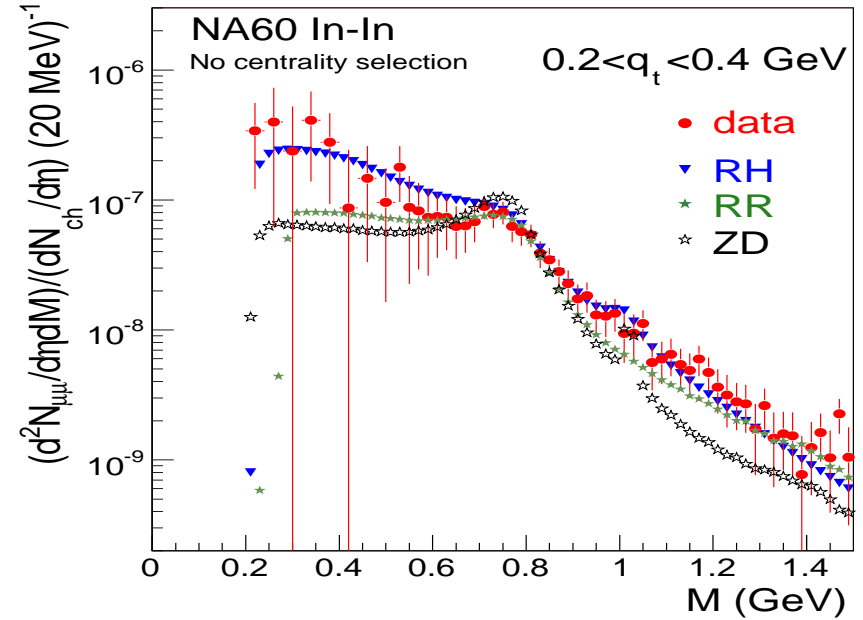 NA60 In-In
No centrality selection
0.2<q_t<0.4 GeV
data
RH
RR
ZD
(d²N_μμ/dηdM)/(dN_ch/dη) (20 MeV)⁻¹
10⁻⁶
10⁻⁷
10⁻⁸
10⁻⁹
0 0.2 0.4 0.6 0.8 1 1.2 1.4
M (GeV)